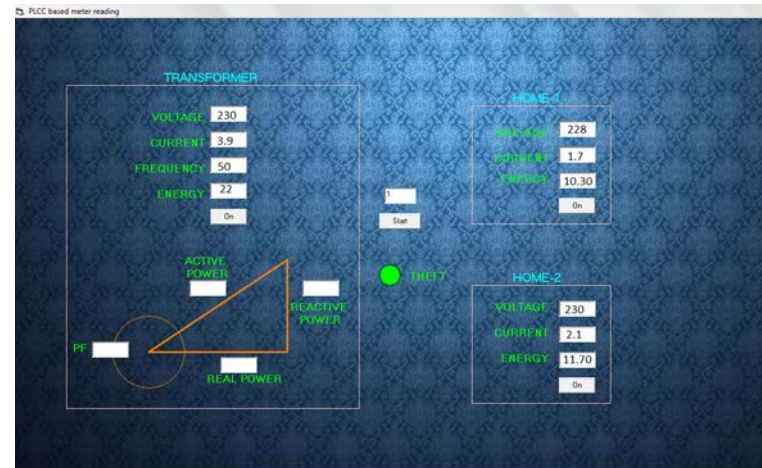 PLCC based meter reading
TRANSFORMER
VOLTAGE 230
CURRENT 3.9
FREQUENCY 50
ENERGY 22
On
ACTIVE
POWER
REACTIVE
POWER
PF
REAL POWER
1
Start
THEFT
HOME-1
VOLTAGE 228
CURRENT 1.7
ENERGY 10.30
On
HOME-2
VOLTAGE 230
CURRENT 2.1
ENERGY 11.70
On